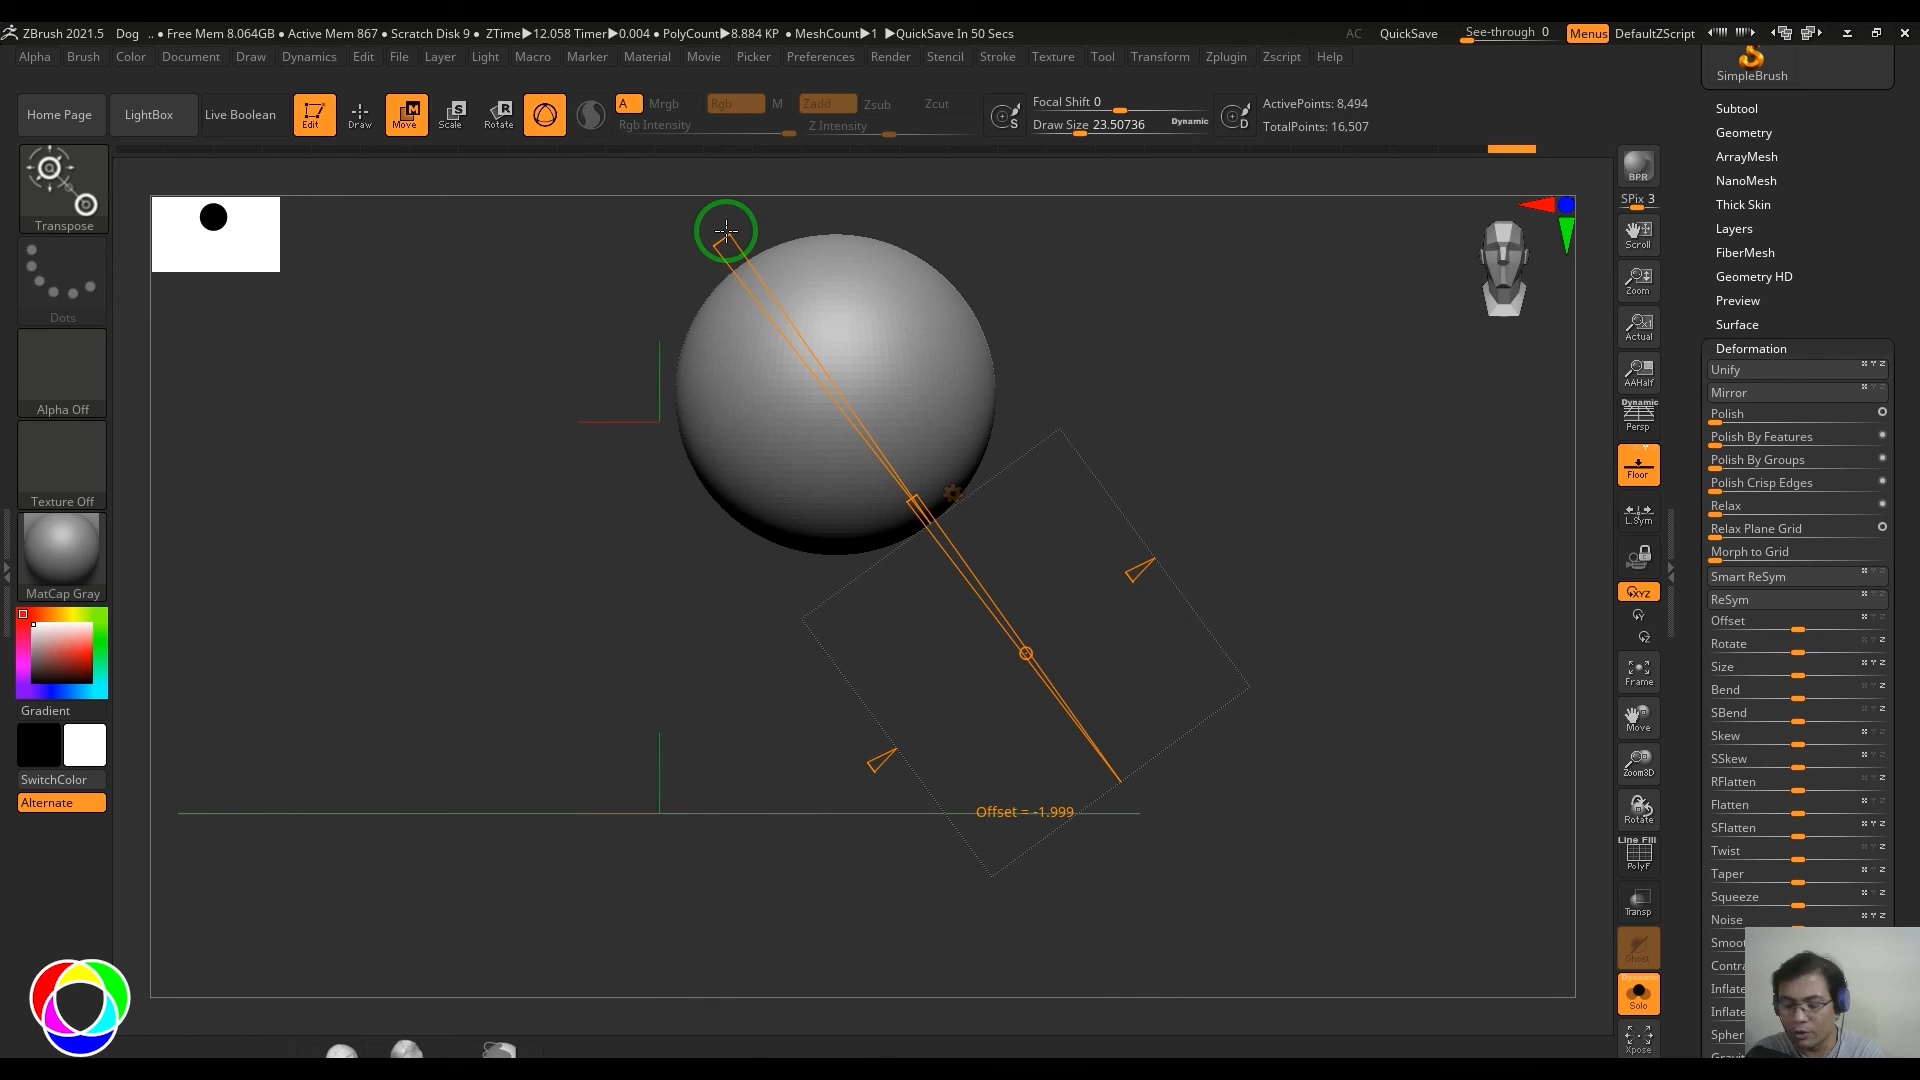 ZBrush 2021.5 Dog .. • Free Mem 8.064GB • Active Mem 867 • Scratch Disk 9 • ZTime▶12.058 Timer▶0.004 • PolyCount▶8.884 KP • MeshCount▶1 ▶QuickSave In 50 Secs AC QuickSave See-through 0 Menus DefaultZScript
Alpha Brush Color Document Draw Dynamics Edit File Layer Light Macro Marker Material Movie Picker Preferences Render Stencil Stroke Texture Tool Transform Zplugin Zscript Help
SimpleBrush
Home Page
LightBox
Live Boolean
Edit
Draw
Move
Scale
Rotate
A Mrgb Rgb M Zadd Zsub Zcut
Rgb Intensity Z Intensity
S
Focal Shift 0
Draw Size 23.50736 Dynamic
D
ActivePoints: 8,494
TotalPoints: 16,507
Transpose
Dots
Alpha Off
Texture Off
MatCap Gray
Gradient
SwitchColor
Alternate
Offset = -1.999
BPR
SPix 3
Scroll
Zoom
Actual
AAHalf
Dynamic
Persp
Floor
L.Sym
XYZ
Y
Z
Frame
Move
Zoom3D
Rotate
Line Fill
PolyF
Transp
Ghost
Dynamic
Solo
Xpose
Subtool
Geometry
ArrayMesh
NanoMesh
Thick Skin
Layers
FiberMesh
Geometry HD
Preview
Surface
Deformation
Unify
Mirror
Polish
Polish By Features
Polish By Groups
Polish Crisp Edges
Relax
Relax Plane Grid
Morph to Grid
Smart ReSym
ReSym
Offset
Rotate
Size
Bend
SBend
Skew
SSkew
RFlatten
Flatten
SFlatten
Twist
Taper
Squeeze
Noise
Smoo
Contra
Inflate
Inflate
Spher